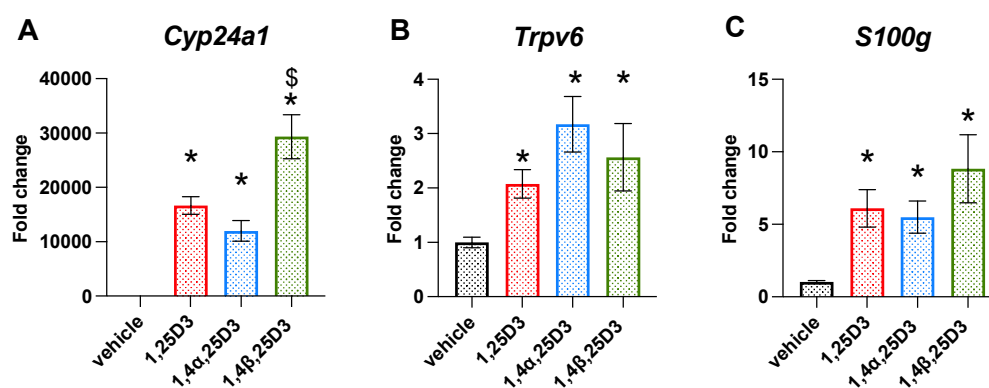 A
Cyp24a1
Fold change
40000
30000
20000
10000
0
$
*
*
*
vehicle
1,25D3
1,4α,25D3
1,4β,25D3
B
Trpv6
Fold change
4
3
2
1
0
*
*
*
vehicle
1,25D3
1,4α,25D3
1,4β,25D3
C
S100g
Fold change
15
10
5
0
*
*
*
vehicle
1,25D3
1,4α,25D3
1,4β,25D3